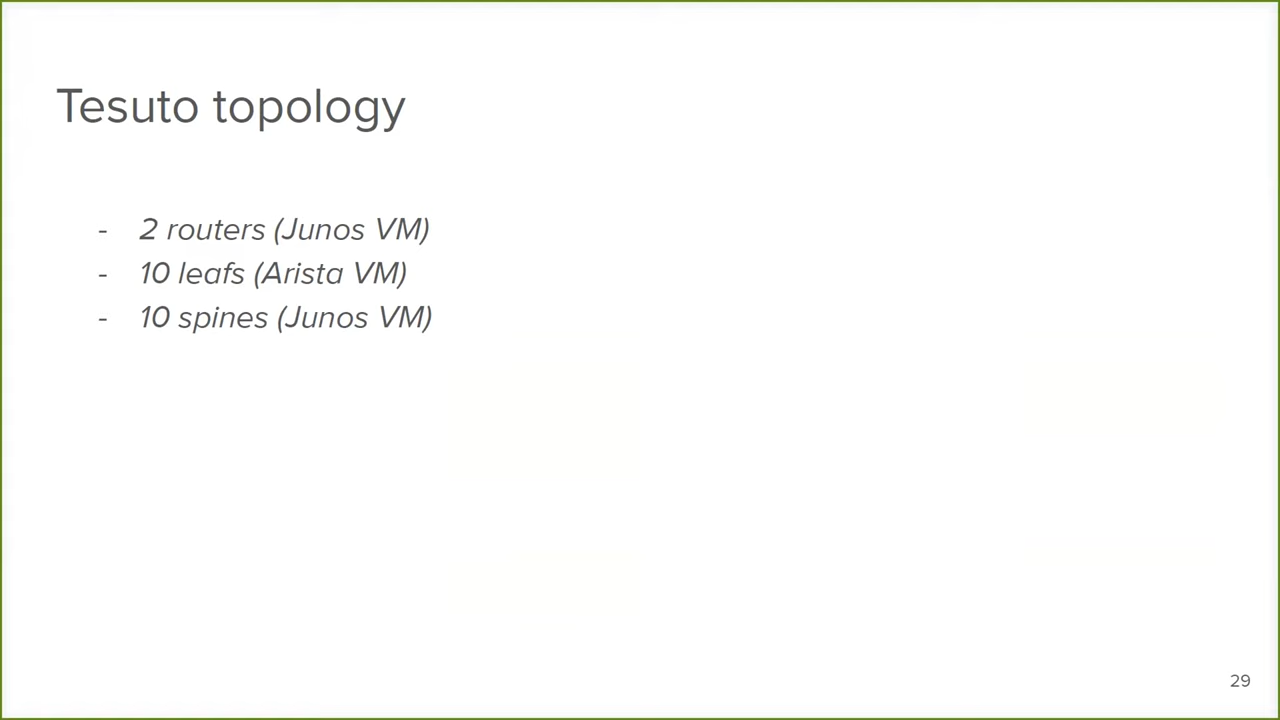 Tesuto topology
- 2 routers (Junos VM)
- 10 leafs (Arista VM)
- 10 spines (Junos VM)
29